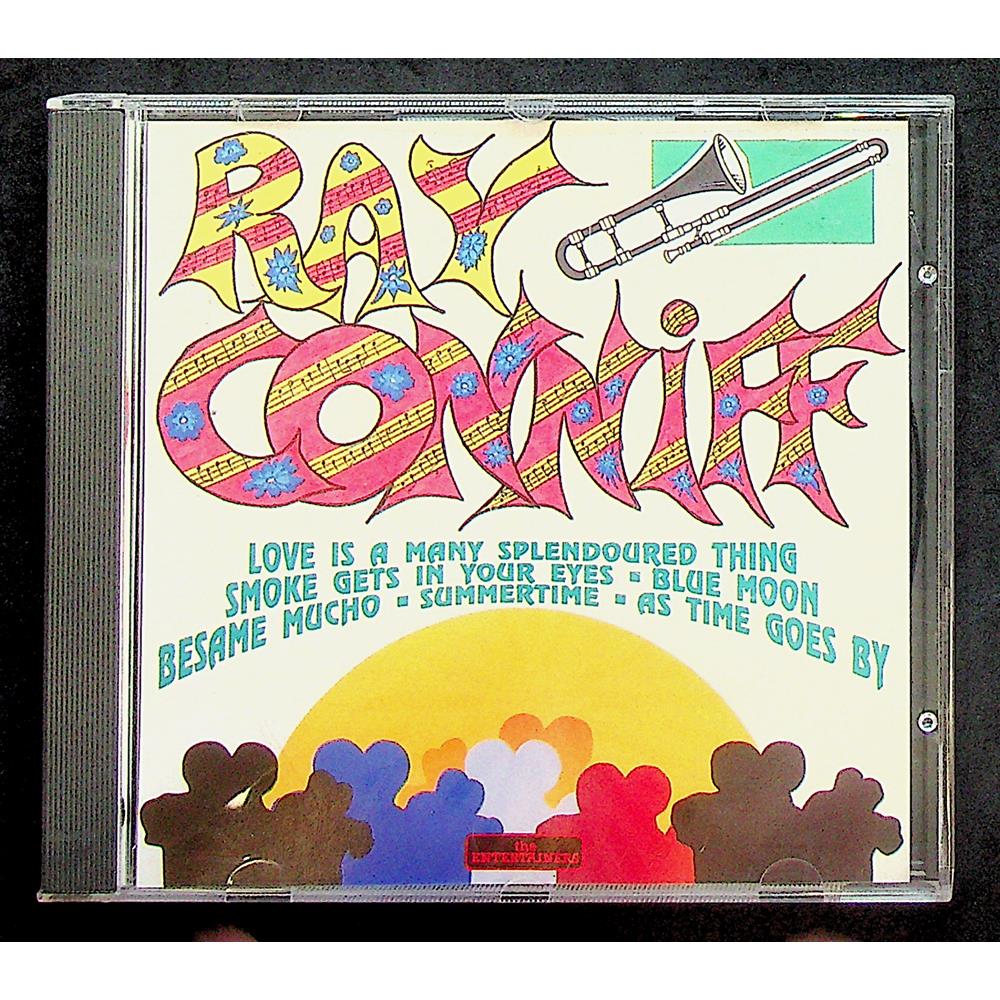 RAY
CONNIFF
LOVE IS A MANY SPLENDOURED THING
SMOKE GETS IN YOUR EYES ▪ BLUE MOON
BESAME MUCHO ▪ SUMMERTIME ▪ AS TIME GOES BY
the
ENTERTAINERS